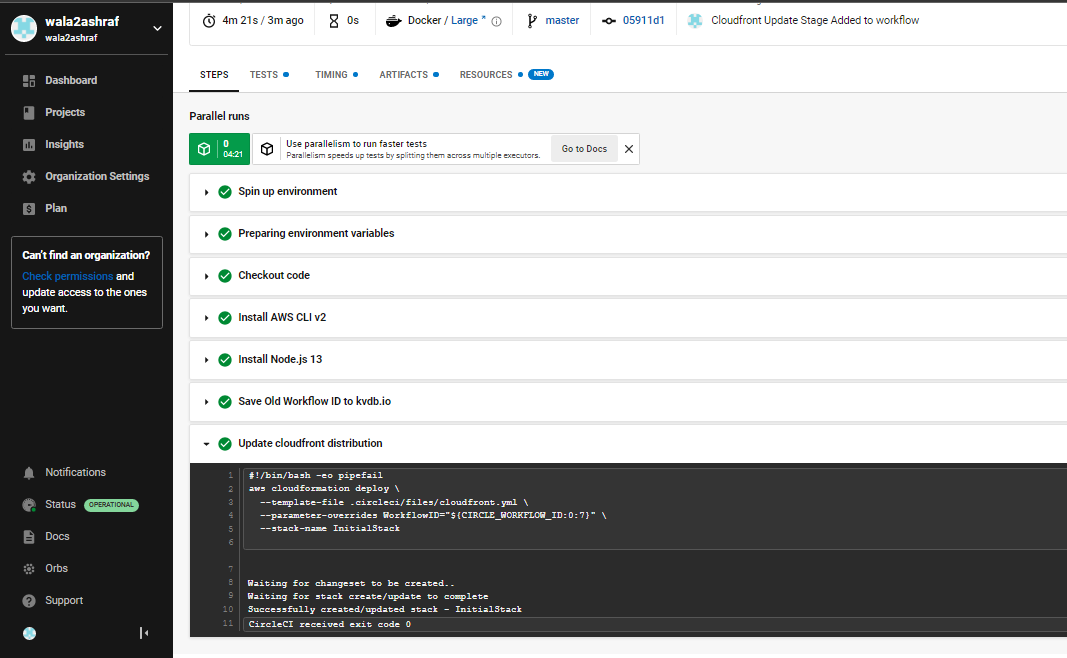 wala2ashraf
wala2ashraf
Dashboard
Projects
Insights
Organization Settings
Plan
Can't find an organization?
Check permissions and
update access to the ones
you want.
Notifications
Status OPERATIONAL
Docs
Orbs
Support
4m 21s / 3m ago
0s
Docker / Large *
master
05911d1
Cloudfront Update Stage Added to workflow
STEPS
TESTS
TIMING
ARTIFACTS
RESOURCES NEW
Parallel runs
0
04:21
Use parallelism to run faster tests
Parallelism speeds up tests by splitting them across multiple executors.
Go to Docs
Spin up environment
Preparing environment variables
Checkout code
Install AWS CLI v2
Install Node.js 13
Save Old Workflow ID to kvdb.io
Update cloudfront distribution
1 #!/bin/bash -eo pipefail
2 aws cloudformation deploy \
3 --template-file .circleci/files/cloudfront.yml \
4 --parameter-overrides WorkflowID="${CIRCLE_WORKFLOW_ID:0:7}" \
5 --stack-name InitialStack
6
7
8 Waiting for changeset to be created..
9 Waiting for stack create/update to complete
10 Successfully created/updated stack - InitialStack
11 CircleCI received exit code 0